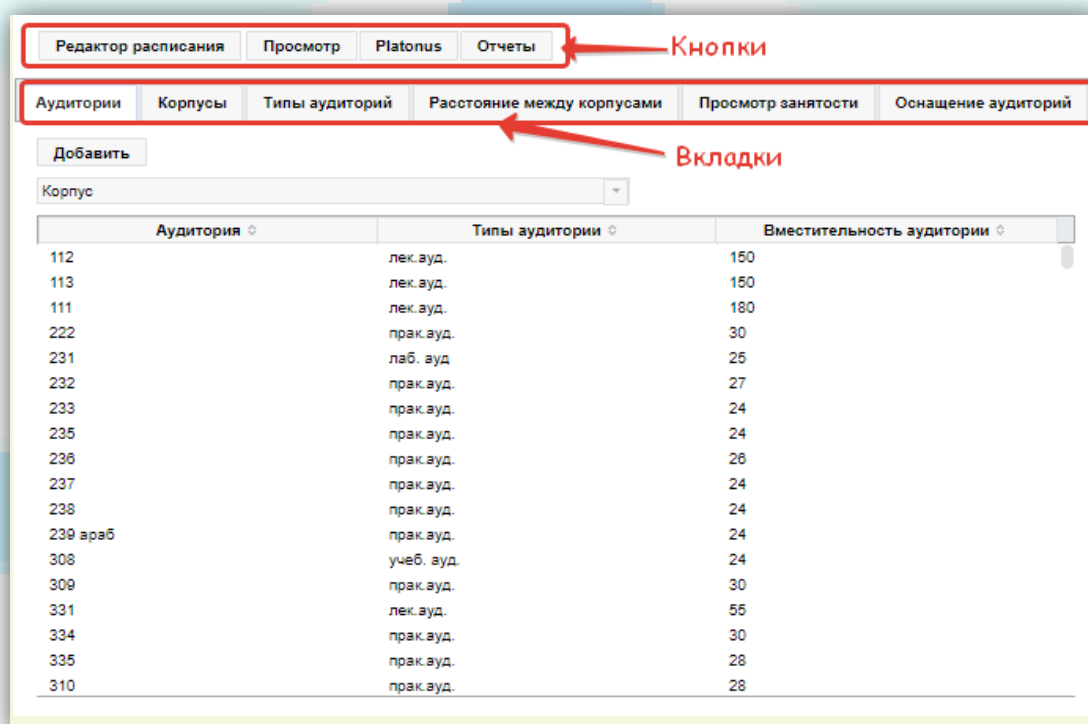 Редактор расписания Просмотр Platonus Отчеты Кнопки
Аудитории Корпусы Типы аудиторий Расстояние между корпусами Просмотр занятости Оснащение аудиторий
Добавить Вкладки
Корпус
Аудитория Типы аудитории Вместительность аудитории
112 лек.ауд. 150
113 лек.ауд. 150
111 лек.ауд. 180
222 прак.ауд. 30
231 лаб. ауд 25
232 прак.ауд. 27
233 прак.ауд. 24
235 прак.ауд. 24
236 прак.ауд. 26
237 прак.ауд. 24
238 прак.ауд. 24
239 араб прак.ауд. 24
308 учеб. ауд. 24
309 прак.ауд. 30
331 лек.ауд. 55
334 прак.ауд. 30
335 прак.ауд. 28
310 прак.ауд. 28